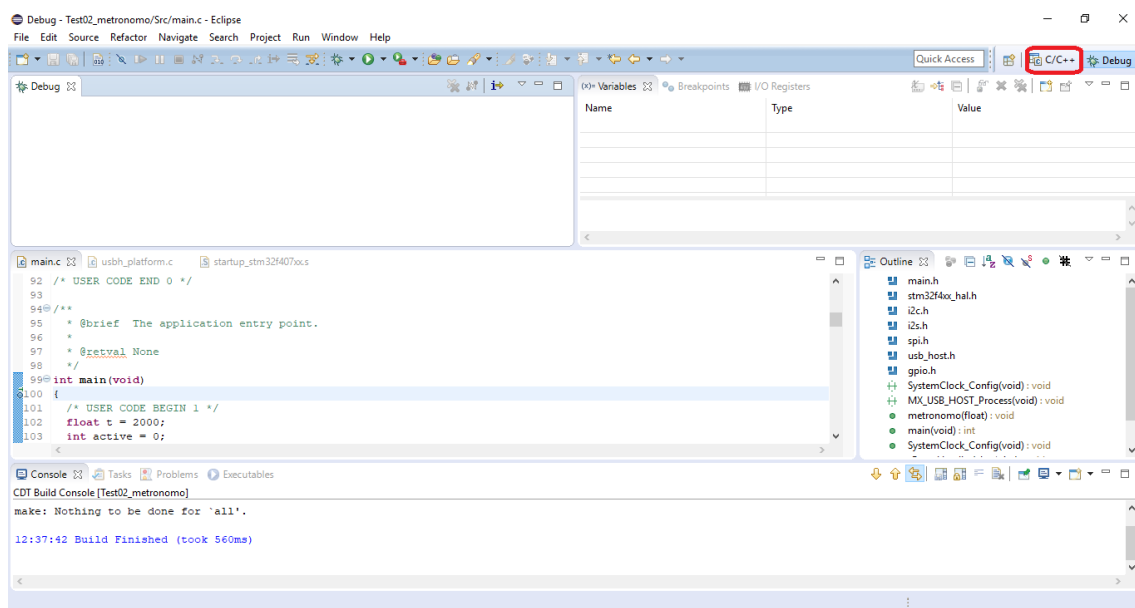 Debug - Test02_metronomo/Src/main.c - Eclipse
File Edit Source Refactor Navigate Search Project Run Window Help
Quick Access C/C++ Debug
Debug
(x)= Variables Breakpoints I/O Registers
Name Type Value
main.c usbh_platform.c startup_stm32f407xx.s
92 /* USER CODE END 0 */
93
94 /**
95 * @brief The application entry point.
96 *
97 * @retval None
98 */
99 int main(void)
100 {
101 /* USER CODE BEGIN 1 */
102 float t = 2000;
103 int active = 0;
Outline
main.h
stm32f4xx_hal.h
i2c.h
i2s.h
spi.h
usb_host.h
gpio.h
SystemClock_Config(void) : void
MX_USB_HOST_Process(void) : void
metronomo(float) : void
main(void) : int
SystemClock_Config(void) : void
Console Tasks Problems Executables
CDT Build Console [Test02_metronomo]
make: Nothing to be done for `all'.
12:37:42 Build Finished (took 560ms)